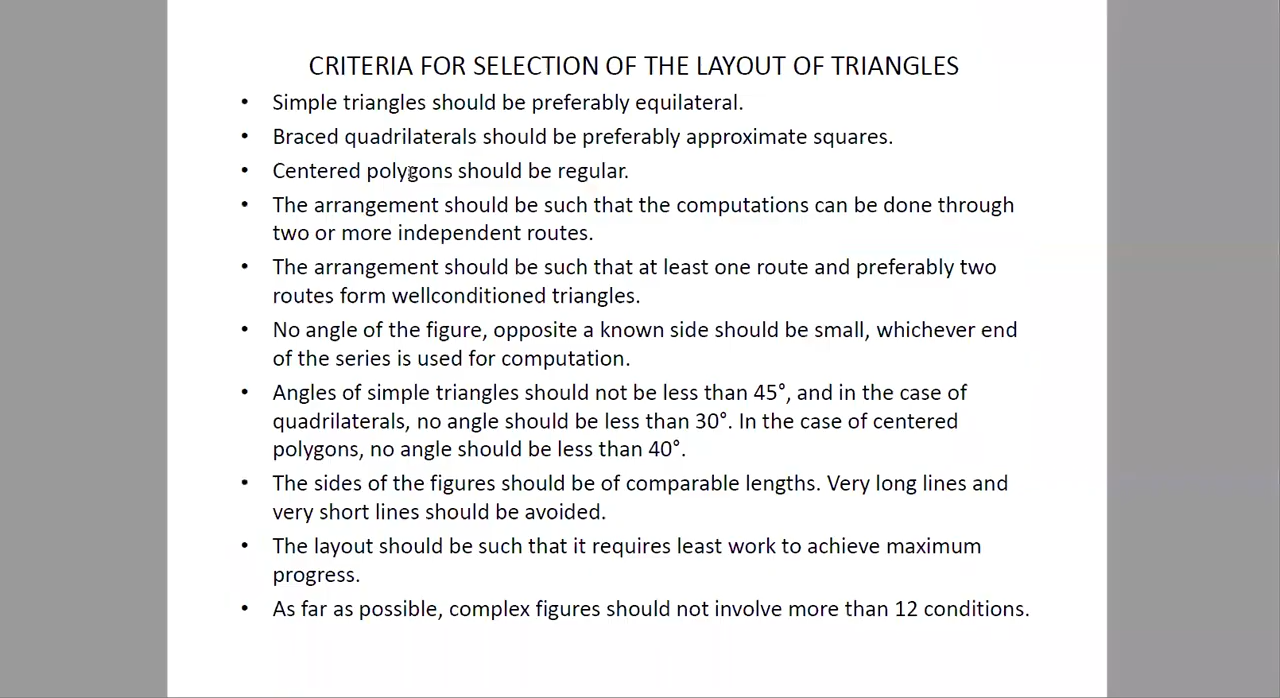 CRITERIA FOR SELECTION OF THE LAYOUT OF TRIANGLES
• Simple triangles should be preferably equilateral.
• Braced quadrilaterals should be preferably approximate squares.
• Centered polygons should be regular.
• The arrangement should be such that the computations can be done through
two or more independent routes.
• The arrangement should be such that at least one route and preferably two
routes form wellconditioned triangles.
• No angle of the figure, opposite a known side should be small, whichever end
of the series is used for computation.
• Angles of simple triangles should not be less than 45°, and in the case of
quadrilaterals, no angle should be less than 30°. In the case of centered
polygons, no angle should be less than 40°.
• The sides of the figures should be of comparable lengths. Very long lines and
very short lines should be avoided.
• The layout should be such that it requires least work to achieve maximum
progress.
• As far as possible, complex figures should not involve more than 12 conditions.